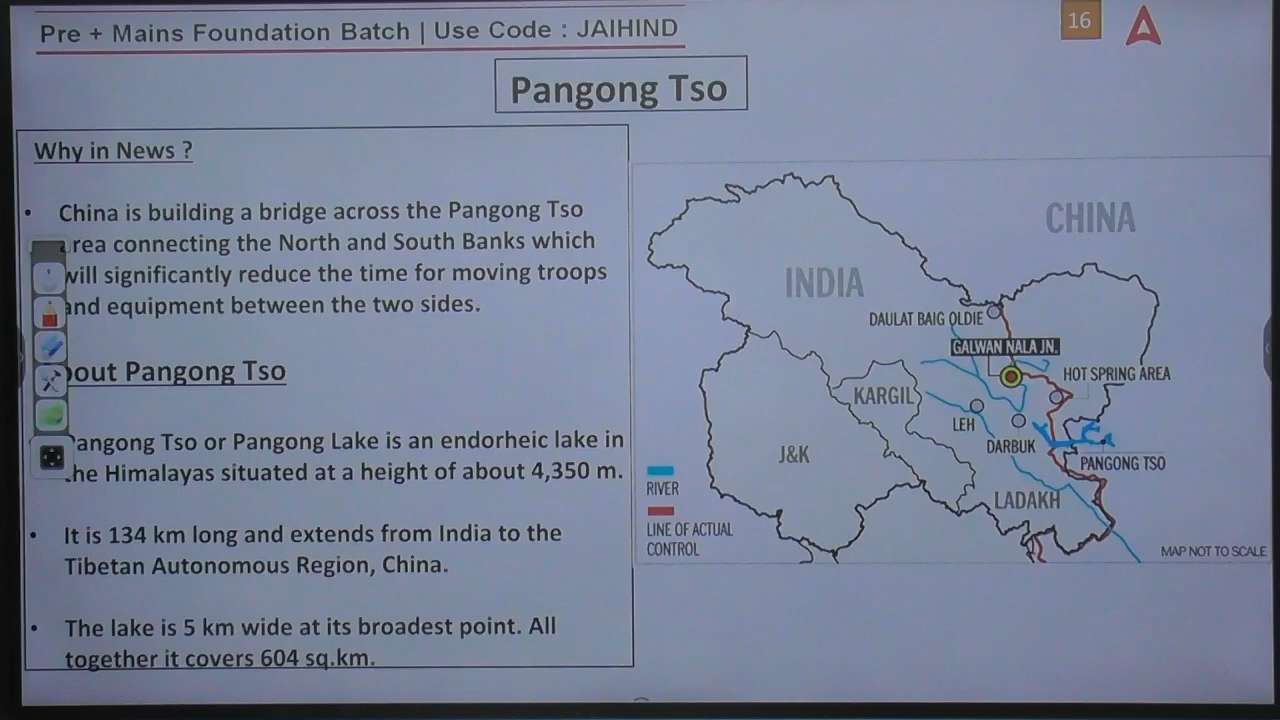 Pre + Mains Foundation Batch | Use Code : JAIHIND
16
Pangong Tso
Why in News ?
• China is building a bridge across the Pangong Tso
rea connecting the North and South Banks which
will significantly reduce the time for moving troops
and equipment between the two sides.
bout Pangong Tso
angong Tso or Pangong Lake is an endorheic lake in
he Himalayas situated at a height of about 4,350 m.
• It is 134 km long and extends from India to the
Tibetan Autonomous Region, China.
• The lake is 5 km wide at its broadest point. All
together it covers 604 sq.km.
CHINA
INDIA
DAULAT BAIG OLDIE
GALWAN NALA JN.
HOT SPRING AREA
KARGIL
LEH
DARBUK
J&K
PANGONG TSO
LADAKH
RIVER
LINE OF ACTUAL
CONTROL
MAP NOT TO SCALE